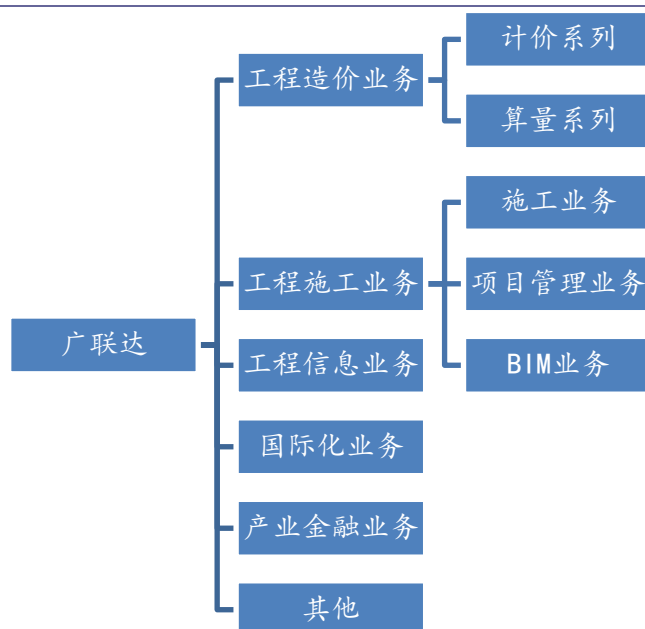 计价系列
工程造价业务
算量系列
施工业务
工程施工业务
项目管理业务
广联达
工程信息业务
BIM业务
国际化业务
产业金融业务
其他